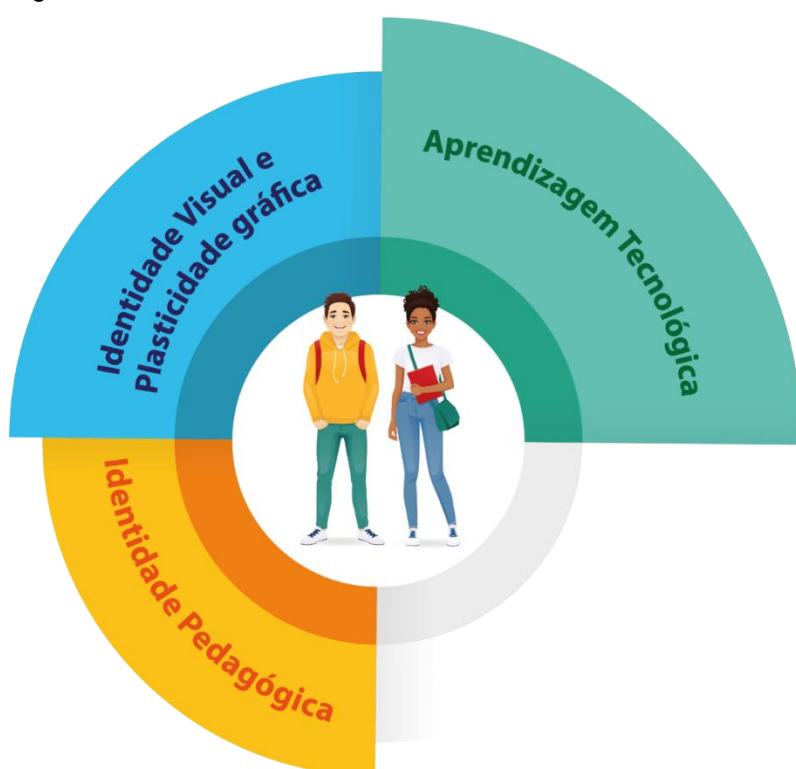 Identidade Visual e
Plasticidade gráfica
Aprendizagem Tecnológica
Identidade Pedagógica